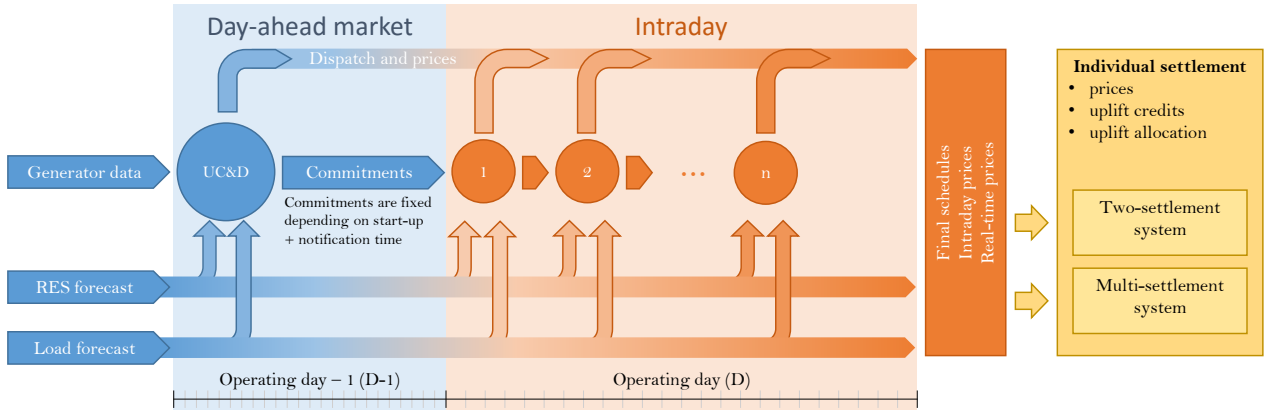 Day-ahead market
Intraday
Dispatch and prices
Generator data
UC&D
Commitments
Commitments are fixed
depending on start-up
+ notification time
1
2
...
n
RES forecast
Load forecast
Operating day – 1 (D-1)
Operating day (D)
Final schedules
Intraday prices
Real-time prices
Individual settlement
• prices
• uplift credits
• uplift allocation
Two-settlement
system
Multi-settlement
system